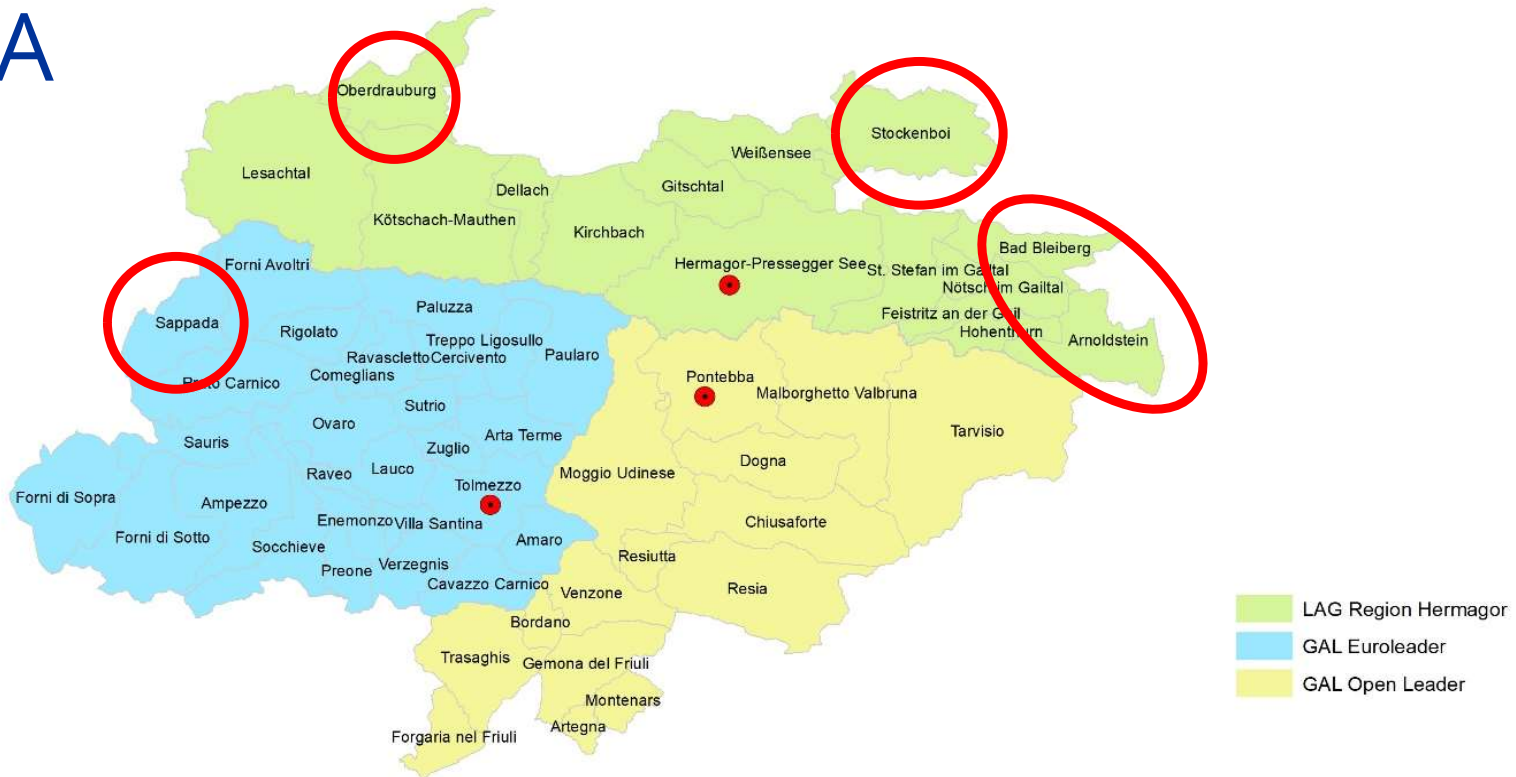 A
Oberdrauburg
Stockenboi
Weißensee
Lesachtal
Gitschtal
Dellach
Kötschach-Mauthen
Kirchbach
Bad Bleiberg
Forni Avoltri
Hermagor-Pressegger See
St. Stefan im Gailtal
Nötsch im Gailtal
Paluzza
Feistritz an der Gail
Sappada
Rigolato
Hohenthurn
Treppo Ligosullo
Arnoldstein
Ravascletto
Cercivento
Paularo
Comeglians
Prato Carnico
Pontebba
Malborghetto Valbruna
Sutrio
Ovaro
Tarvisio
Sauris
Arta Terme
Zuglio
Dogna
Lauco
Raveo
Moggio Udinese
Tolmezzo
Forni di Sopra
Ampezzo
Enemonzo
Villa Santina
Chiusaforte
Forni di Sotto
Amaro
Socchieve
Resiutta
Verzegnis
Preone
Cavazzo Carnico
Resia
Venzone
LAG Region Hermagor
Bordano
GAL Euroleader
Trasaghis
Gemona del Friuli
GAL Open Leader
Montenars
Artegna
Forgaria nel Friuli